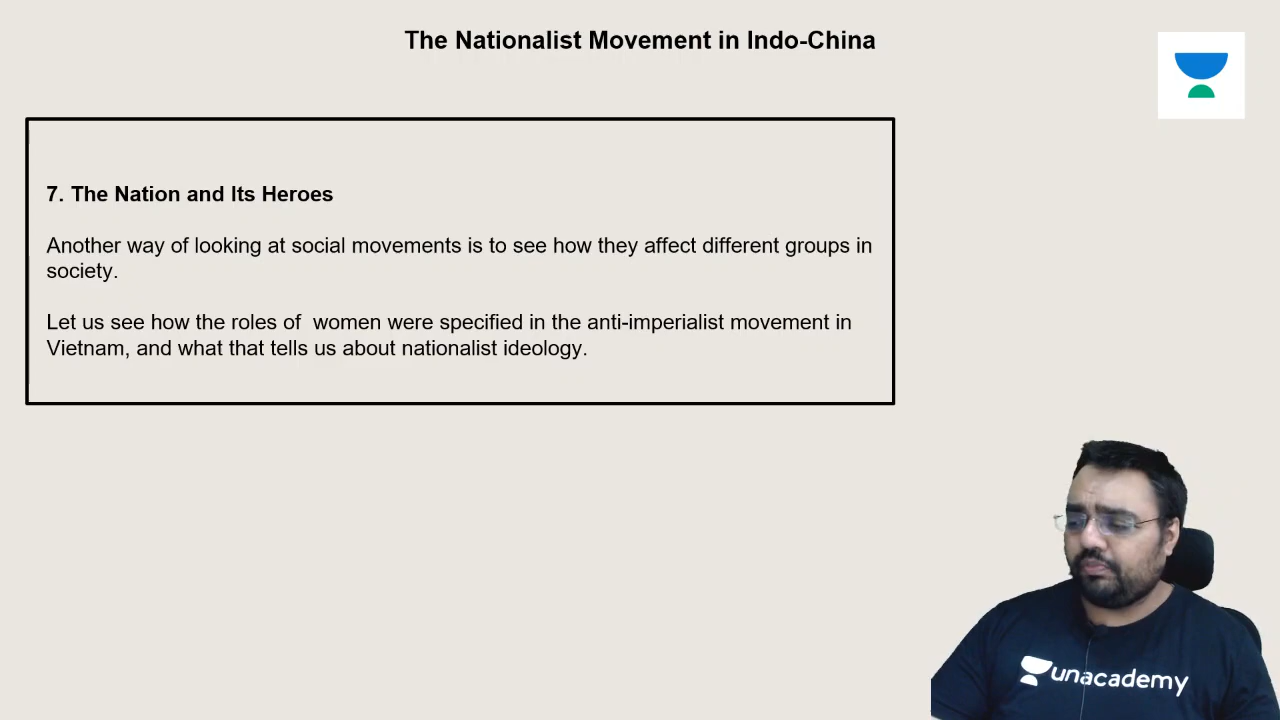 The Nationalist Movement in Indo-China
7. The Nation and Its Heroes
Another way of looking at social movements is to see how they affect different groups in
society.
Let us see how the roles of  women were specified in the anti-imperialist movement in
Vietnam, and what that tells us about nationalist ideology.
unacademy